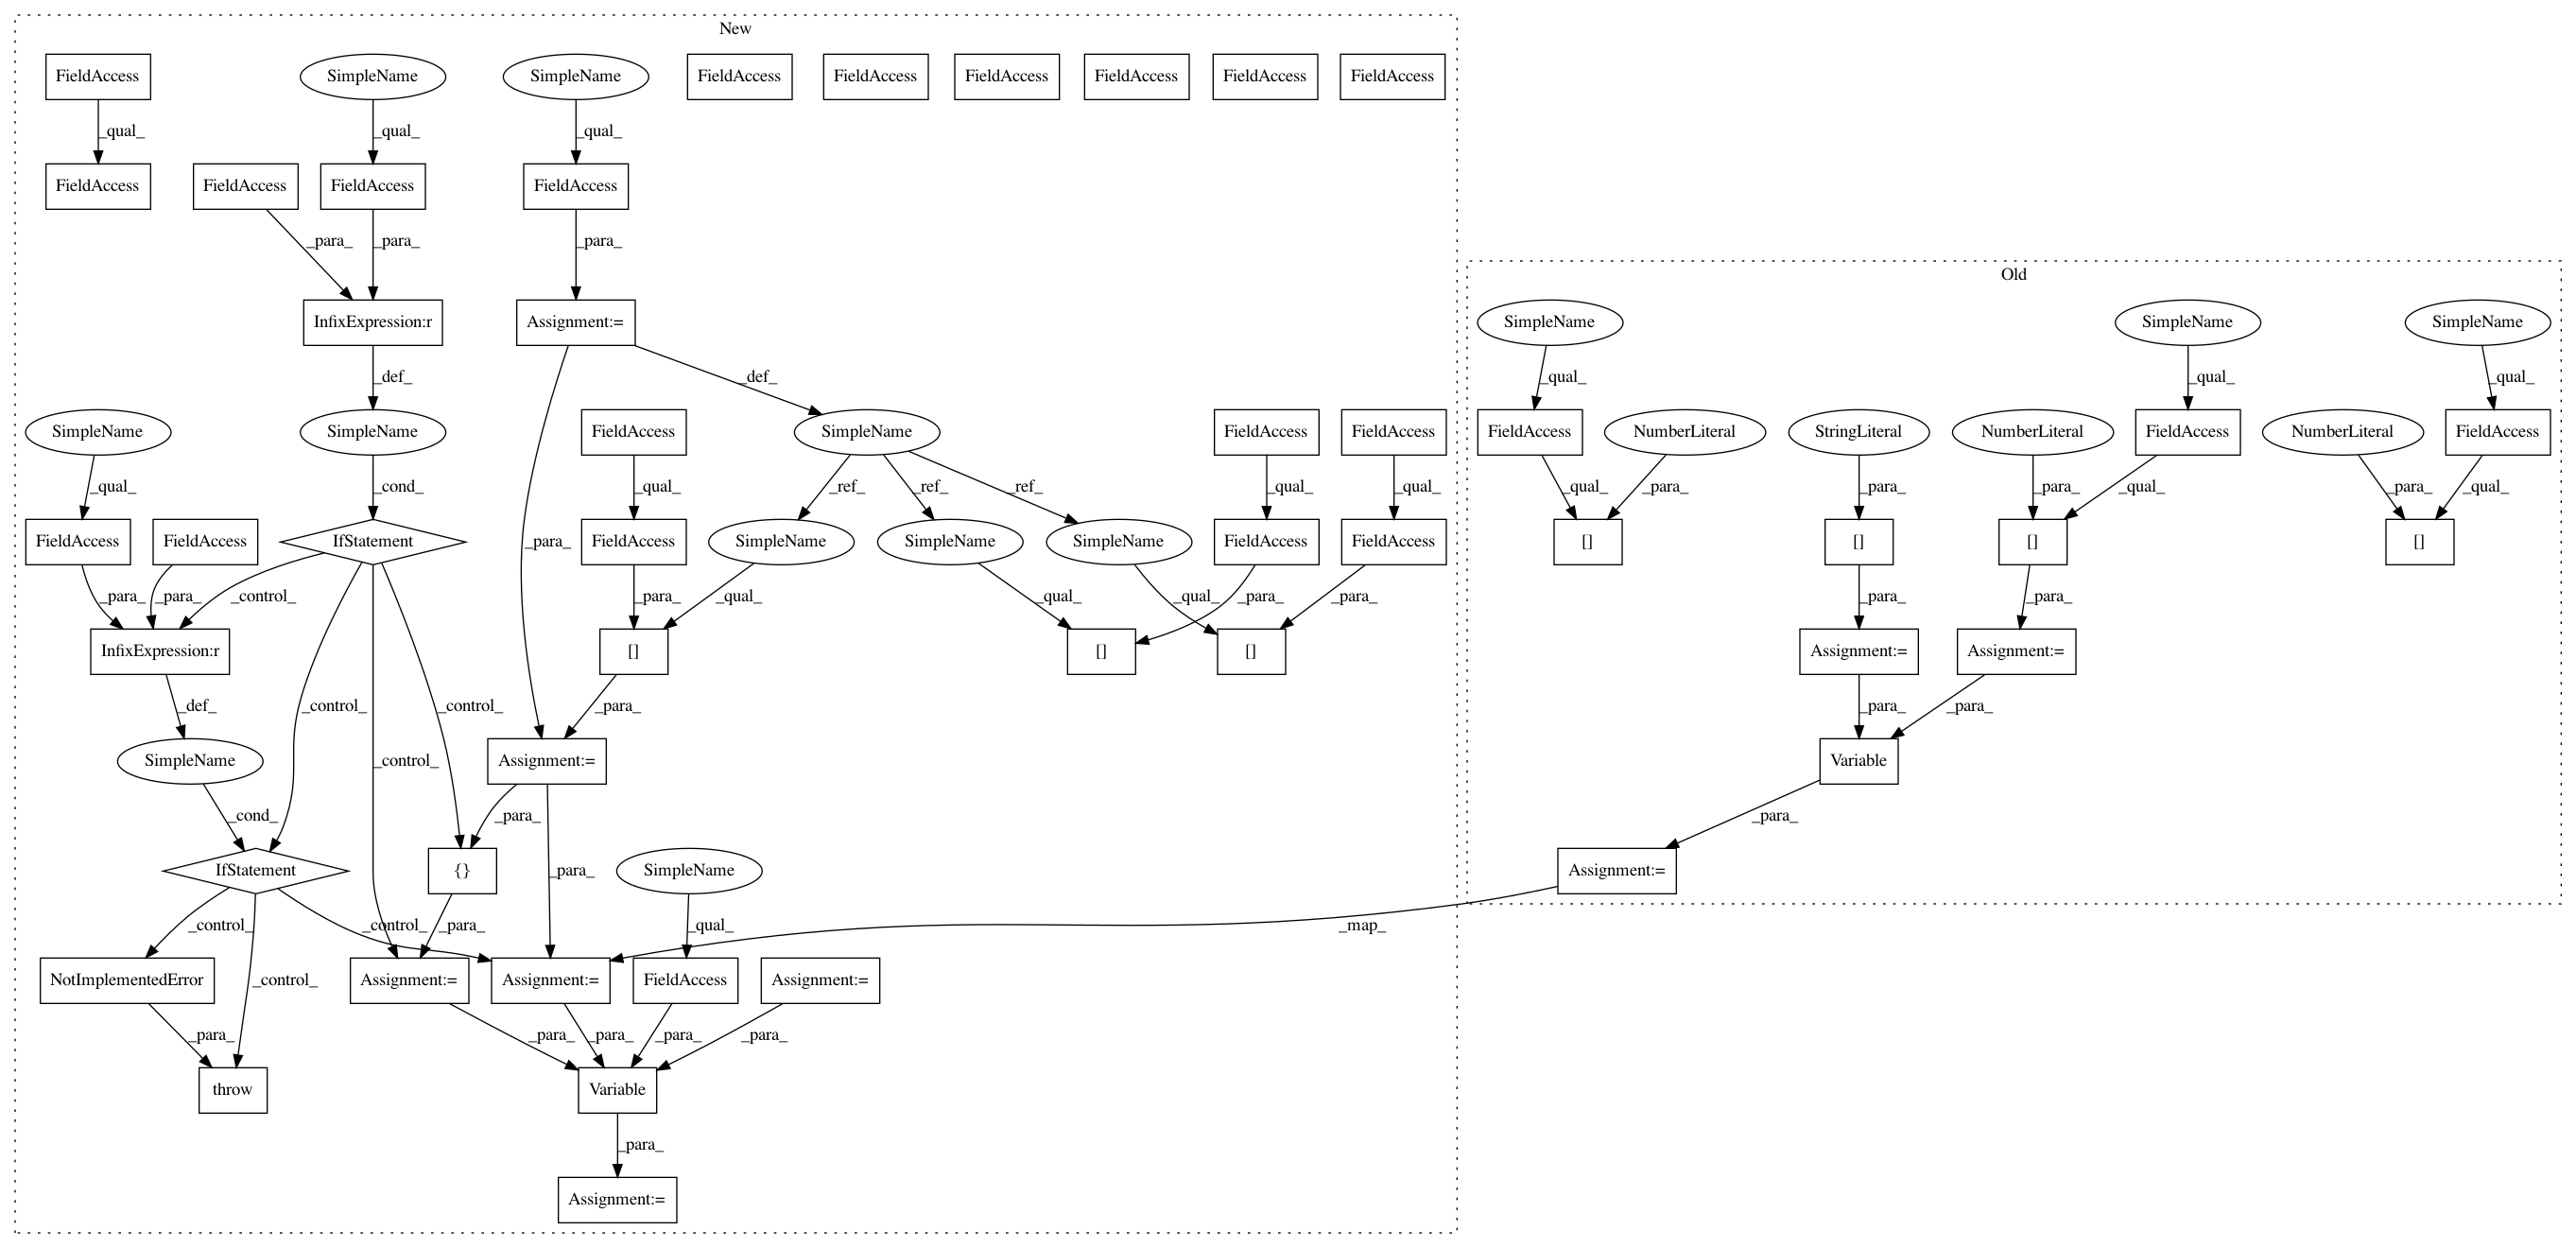 New
FieldAccess
SimpleName
SimpleName
FieldAccess
FieldAccess
FieldAccess
FieldAccess
FieldAccess
FieldAccess
_qual_
_qual_
_qual_
FieldAccess
FieldAccess
FieldAccess
FieldAccess
_para_
_para_
_para_
Old
InfixExpression:r
Assignment:=
SimpleName
SimpleName
SimpleName
_def_
_def_
_qual_
_qual_
_qual_
SimpleName
SimpleName
FieldAccess
SimpleName
FieldAccess
FieldAccess
FieldAccess
NumberLiteral
StringLiteral
NumberLiteral
FieldAccess
NumberLiteral
FieldAccess
_qual_
_cond_
_qual_
_ref_
_ref_
_ref_
_qual_
_qual_
_qual_
_para_
_para_
_para_
_qual_
_para_
_qual_
FieldAccess
FieldAccess
IfStatement
FieldAccess
SimpleName
SimpleName
SimpleName
FieldAccess
FieldAccess
[]
[]
[]
[]
_para_
_para_
_control_
_para_
_para_
_qual_
_qual_
_qual_
_para_
_para_
_para_
_para_
InfixExpression:r
[]
[]
[]
Assignment:=
Assignment:=
_def_
_control_
_control_
_para_
_para_
_para_
SimpleName
_control_
Assignment:=
Variable
_cond_
_para_
_para_
IfStatement
{}
_para_
SimpleName
Assignment:=
_control_
_control_
_para_
_qual_
_map_
NotImplementedError
_control_
Assignment:=
Assignment:=
FieldAccess
Assignment:=
_para_
_para_
_para_
_para_
_para_
throw
Variable
_para_
Assignment:=